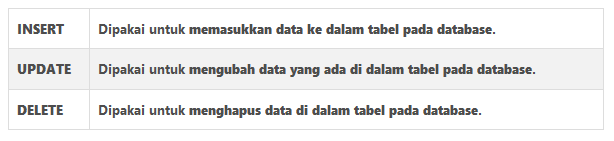 INSERT Dipakai untuk memasukkan data ke dalam tabel pada database.
UPDATE Dipakai untuk mengubah data yang ada di dalam tabel pada database.
DELETE Dipakai untuk menghapus data di dalam tabel pada database.